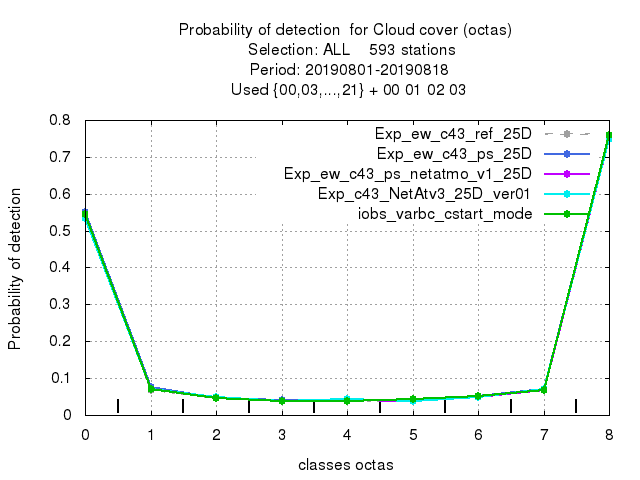 Probability of detection  for Cloud cover (octas)
Selection: ALL    593 stations
Period: 20190801-20190818
Used {00,03,...,21} + 00 01 02 03
Probability of detection
0.8
0.7
0.6
0.5
0.4
0.3
0.2
0.1
0
Exp_ew_c43_ref_25D
Exp_ew_c43_ps_25D
Exp_ew_c43_ps_netatmo_v1_25D
Exp_c43_NetAtv3_25D_ver01
iobs_varbc_cstart_mode
0 1 2 3 4 5 6 7 8
classes octas